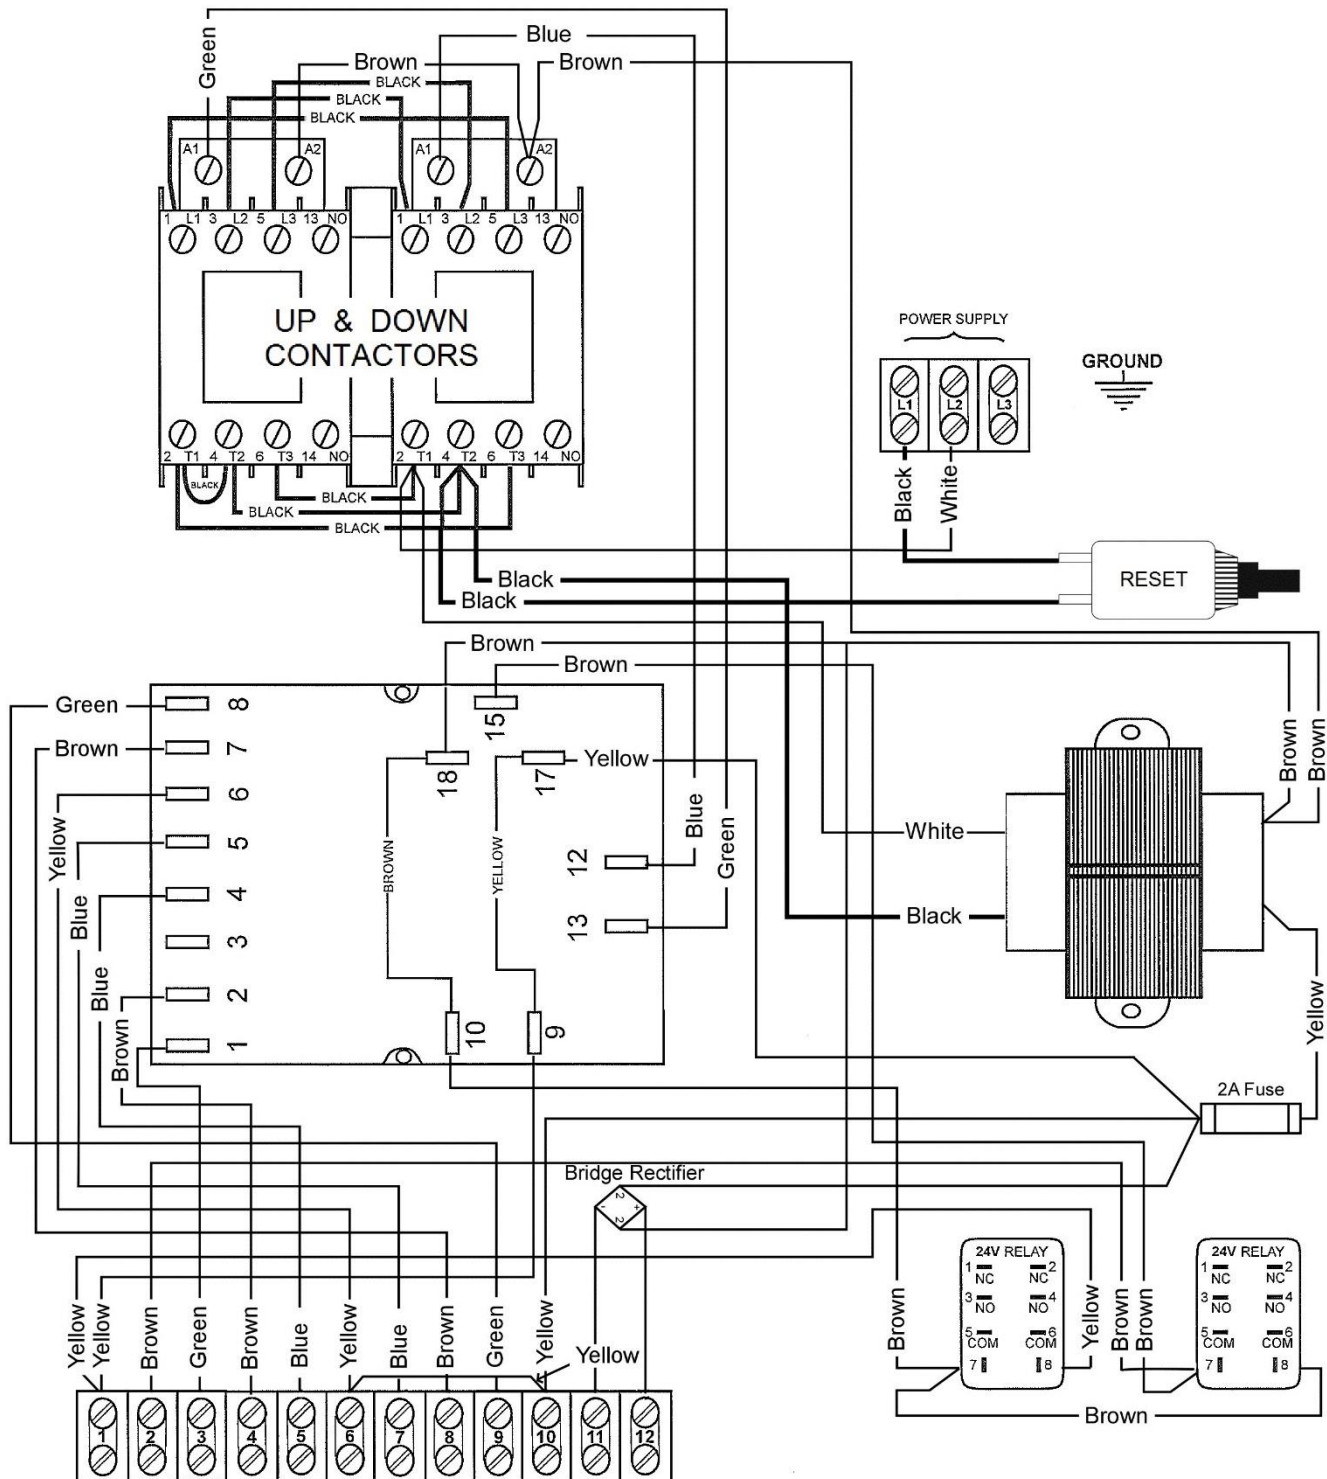 Green
Blue
Brown
Brown
BLACK
BLACK
BLACK
A1 A2 A1 A2
1 L1 3 L2 5 L3 13 NO 1 L1 3 L2 5 L3 13 NO
UP & DOWN
CONTACTORS
2 T1 4 T2 6 T3 14 NO 2 T1 4 T2 6 T3 14 NO
BLACK
BLACK
BLACK
BLACK
POWER SUPPLY
L1 L2 L3
GROUND
Black
White
Black
Black
RESET
Brown
Brown
Green
Brown
Yellow
Blue
Blue
Brown
8
7
6
5
4
3
2
1
15
18
17
Yellow
BROWN
YELLOW
12
13
10
9
Blue
Green
White
Black
Brown
Brown
Yellow
2A Fuse
Bridge Rectifier
2
- +
2
Yellow
Yellow
Brown
Green
Brown
Blue
Yellow
Blue
Brown
Green
Yellow
Yellow
1 2 3 4 5 6 7 8 9 10 11 12
Brown
24V RELAY
1 2
NC NC
3 4
NO NO
5 6
COM COM
7 8
Yellow
Brown
Brown
24V RELAY
1 2
NC NC
3 4
NO NO
5 6
COM COM
7 8
Brown